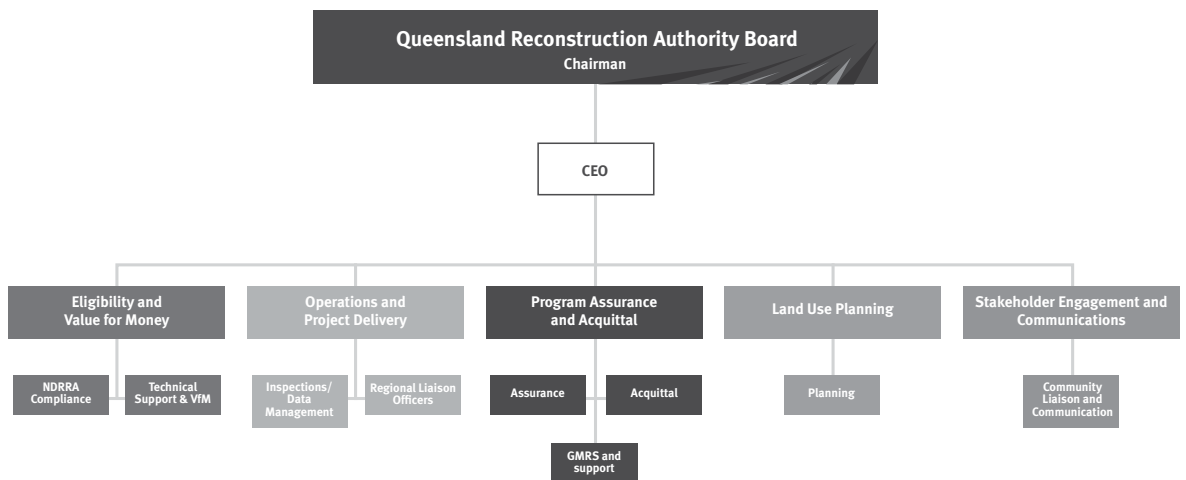 Queensland Reconstruction Authority Board
Chairman
CEO
Eligibility and
Value for Money
Operations and
Project Delivery
Program Assurance
and Acquittal
Land Use Planning
Stakeholder Engagement and
Communications
NDRRA
Compliance
Technical
Support & VfM
Inspections/
Data
Management
Regional Liaison
Officers
Assurance
Acquittal
Planning
Community
Liaison and
Communication
GMRS and
support